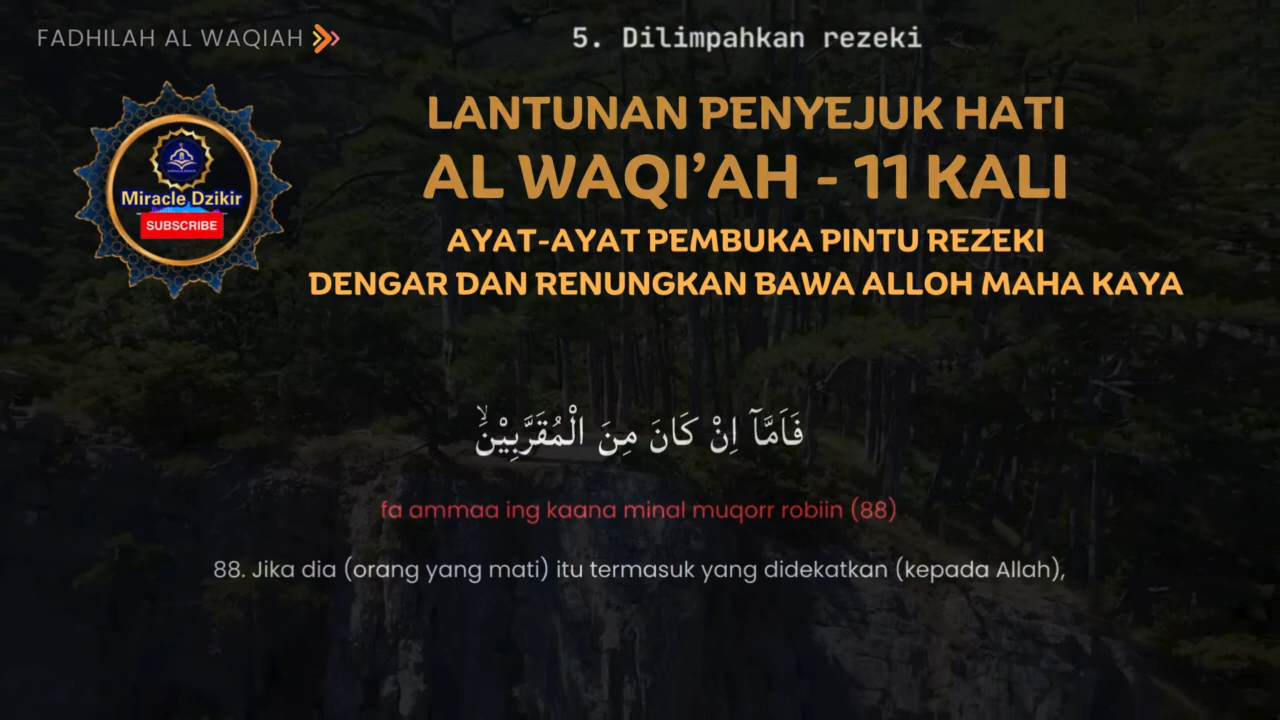 FADHILAH AL WAQIAH
5. Dilimpahkan rezeki
Miracle Dzikir
SUBSCRIBE
LANTUNAN PENYEJUK HATI
AL WAQI’AH - 11 KALI
AYAT-AYAT PEMBUKA PINTU REZEKI
DENGAR DAN RENUNGKAN BAWA ALLOH MAHA KAYA
فَاَمَّآ اِنْ كَانَ مِنَ الْمُقَرَّبِيْنَۙ
fa ammaa ing kaana minal muqorr robiin (88)
88. Jika dia (orang yang mati) itu termasuk yang didekatkan (kepada Allah),